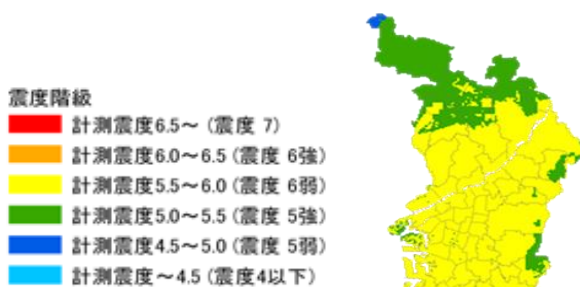 震度階級
計測震度6.5～ (震度 7)
計測震度6.0～6.5 (震度 6強)
計測震度5.5～6.0 (震度 6弱)
計測震度5.0～5.5 (震度 5強)
計測震度4.5～5.0 (震度 5弱)
計測震度～4.5 (震度4以下)